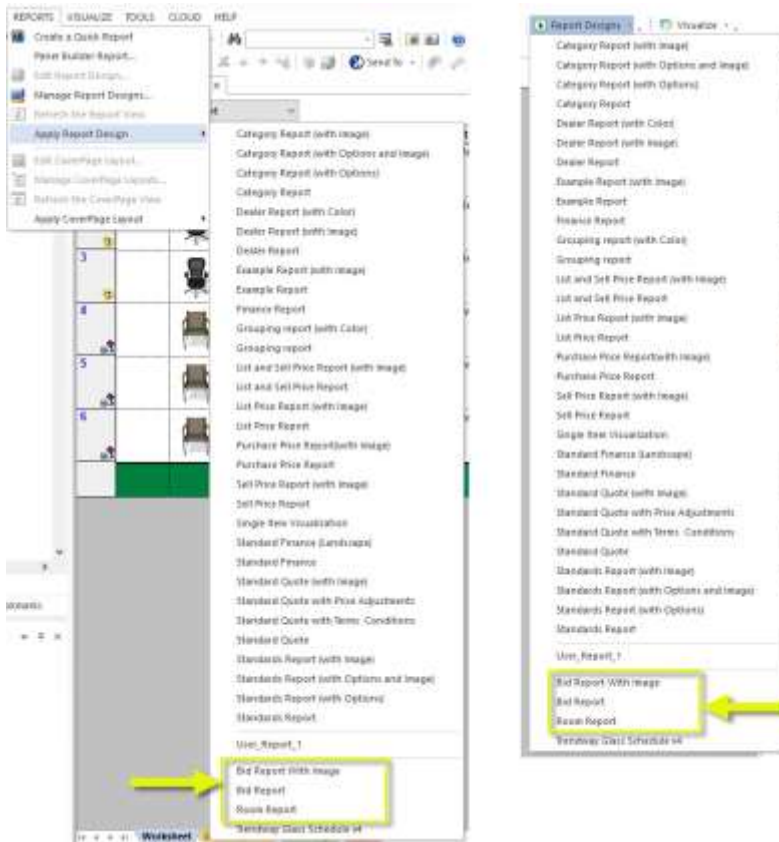 REPORTS VISUALIZE TOOLS CLOUD HELP
Create a Quick Report
Panel Builder Report...
Edit Report Design...
Manage Report Designs...
Refresh the Report View
Apply Report Design
Edit CoverPage Layout...
Manage CoverPage Layouts...
Refresh the CoverPage View
Apply CoverPage Layout
Send To
3
4
5
6
Category Report (with Image)
Category Report (with Options and Image)
Category Report (with Options)
Category Report
Dealer Report (with Color)
Dealer Report (with Image)
Dealer Report
Example Report (with Image)
Example Report
Finance Report
Grouping report (with Color)
Grouping report
List and Sell Price Report (with Image)
List and Sell Price Report
List Price Report (with Image)
List Price Report
Purchase Price Report(with Image)
Purchase Price Report
Sell Price Report (with Image)
Sell Price Report
Single Item Visualization
Standard Finance (Landscape)
Standard Finance
Standard Quote (with Image)
Standard Quote with Price Adjustments
Standard Quote with Terms Conditions
Standard Quote
Standards Report (with Image)
Standards Report (with Options and Image)
Standards Report (with Options)
Standards Report
User_Report_1
Bid Report With Image
Bid Report
Room Report
Trendway Glass Schedule v4
Worksheet
Report Designs Visualize
Category Report (with Image)
Category Report (with Options and Image)
Category Report (with Options)
Category Report
Dealer Report (with Color)
Dealer Report (with Image)
Dealer Report
Example Report (with Image)
Example Report
Finance Report
Grouping report (with Color)
Grouping report
List and Sell Price Report (with Image)
List and Sell Price Report
List Price Report (with Image)
List Price Report
Purchase Price Report(with Image)
Purchase Price Report
Sell Price Report (with Image)
Sell Price Report
Single Item Visualization
Standard Finance (Landscape)
Standard Finance
Standard Quote (with Image)
Standard Quote with Price Adjustments
Standard Quote with Terms Conditions
Standard Quote
Standards Report (with Image)
Standards Report (with Options and Image)
Standards Report (with Options)
Standards Report
User_Report_1
Bid Report With Image
Bid Report
Room Report
Trendway Glass Schedule v4